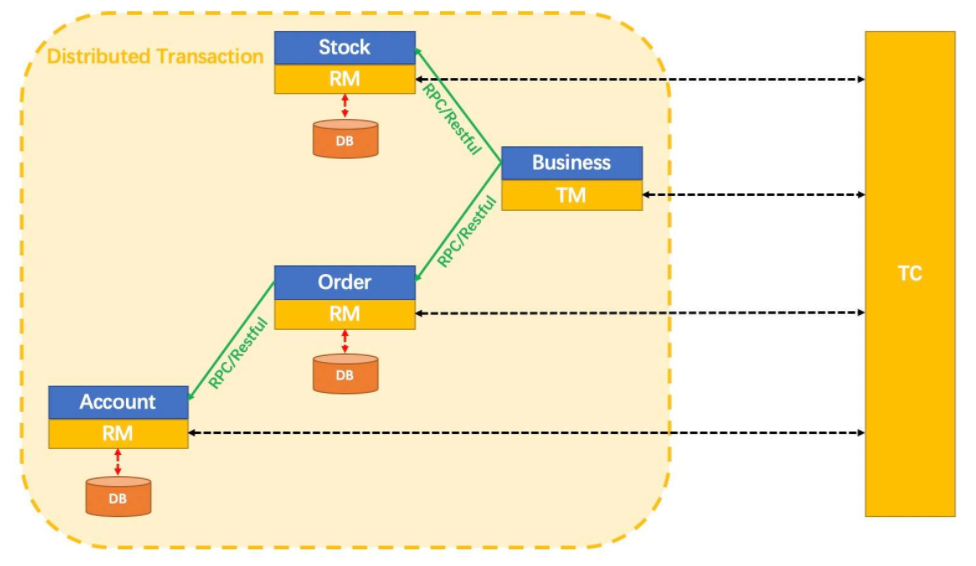 Distributed Transaction
Stock
RM
DB
RPC/Restful
Business
TM
RPC/Restful
TC
Order
RM
DB
RPC/Restful
Account
RM
DB